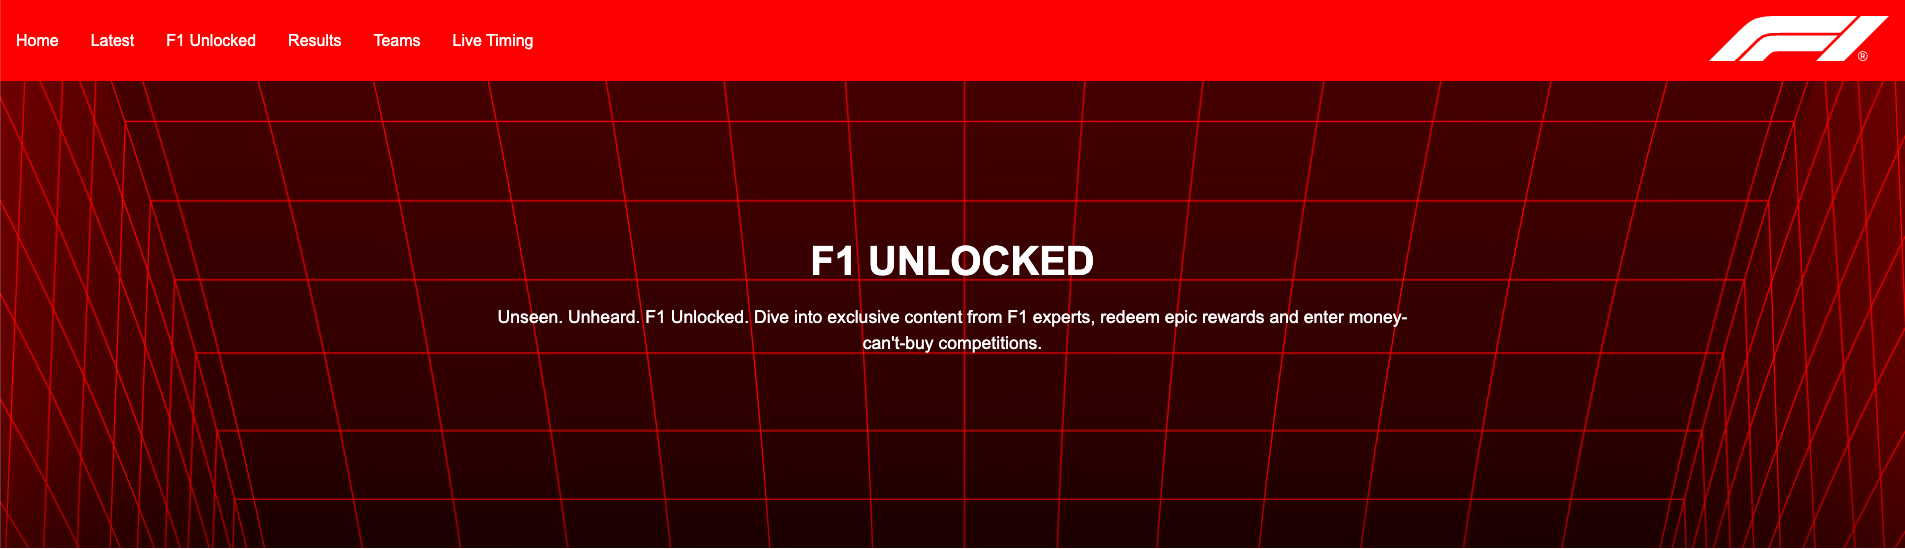 Home Latest F1 Unlocked Results Teams Live Timing
F1 ®
F1 UNLOCKED
Unseen. Unheard. F1 Unlocked. Dive into exclusive content from F1 experts, redeem epic rewards and enter money-
can't-buy competitions.